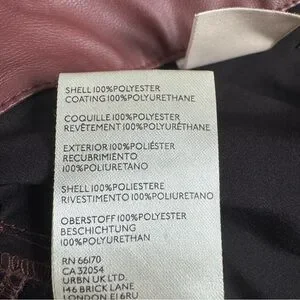 SHELL 100%POLYESTER
COATING 100%POLYURETHANE
COQUILLE 100%POLYESTER
REVÊTEMENT 100%POLYURÉTHANE
EXTERIOR 100%POLIÉSTER
RECUBRIMIENTO
100%POLIURETANO
SHELL 100%POLIESTERE
RIVESTIMENTO 100%POLIURETANO
OBERSTOFF 100%POLYESTER
BESCHICHTUNG
100%POLYURETHAN
RN 66170
CA 32054
URBN UK LTD.
146 BRICK LANE
LONDON E1 6RU